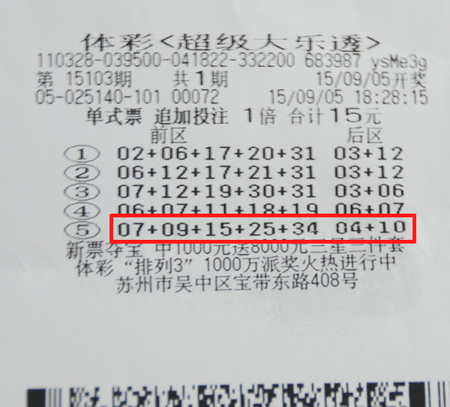 体彩<超级大乐透>
110328-039500-041822-332200 683987 ysMe3g
第 15103期 共1期 15/09/05开奖
05-025140-101 00072 15/09/05 18:28:15
单式票 追加投注 1倍 合计15元
前区 后区
① 02+06+17+20+31 03+12
② 06+12+17+21+31 05+12
③ 07+12+19+30+31 03+06
④ 06+07+11+18+19 06+07
⑤ 07+09+15+25+34 04+10
新票夺宝 中1000元送8000元三星三件套
体彩“排列3”1000万派奖火热进行中
苏州市吴中区宝带东路408号